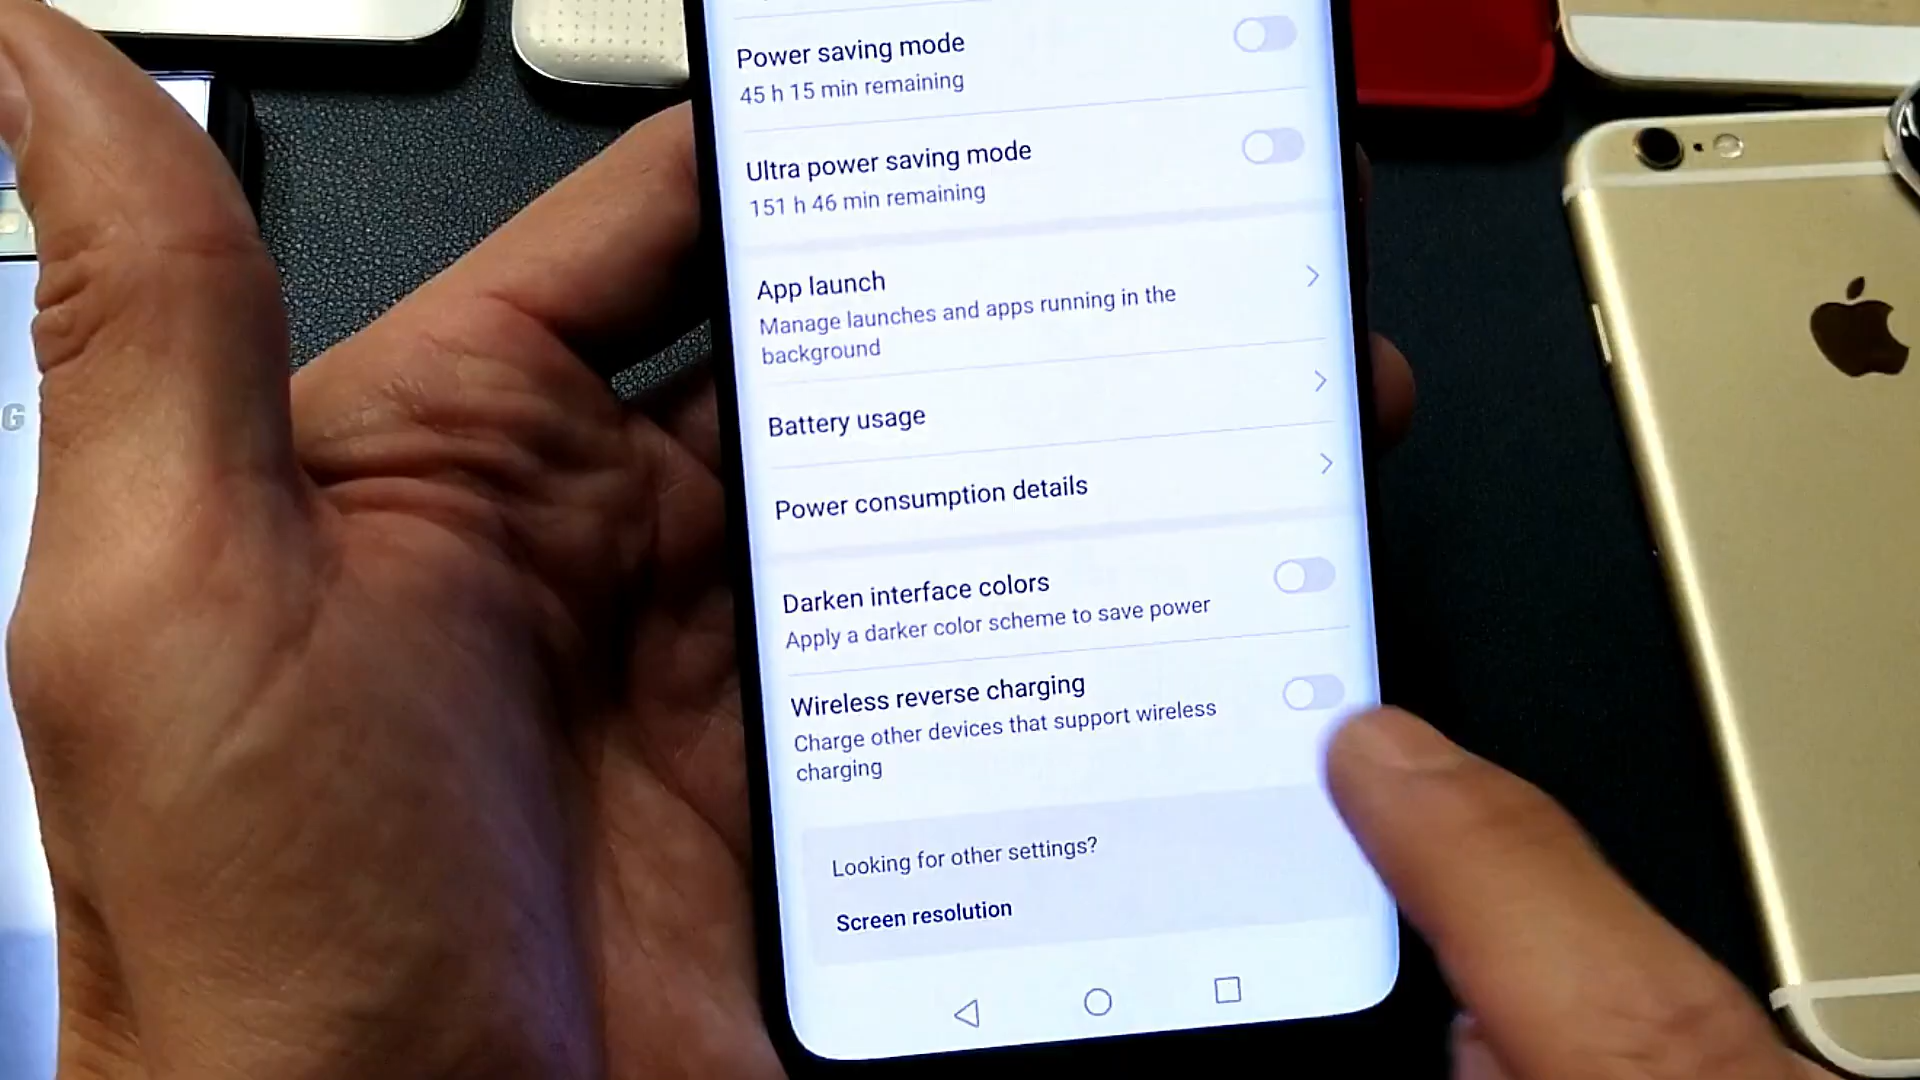 Power saving mode
45 h 15 min remaining
Ultra power saving mode
151 h 46 min remaining
App launch
Manage launches and apps running in the
background
Battery usage
Power consumption details
Darken interface colors
Apply a darker color scheme to save power
Wireless reverse charging
Charge other devices that support wireless
charging
Looking for other settings?
Screen resolution
G